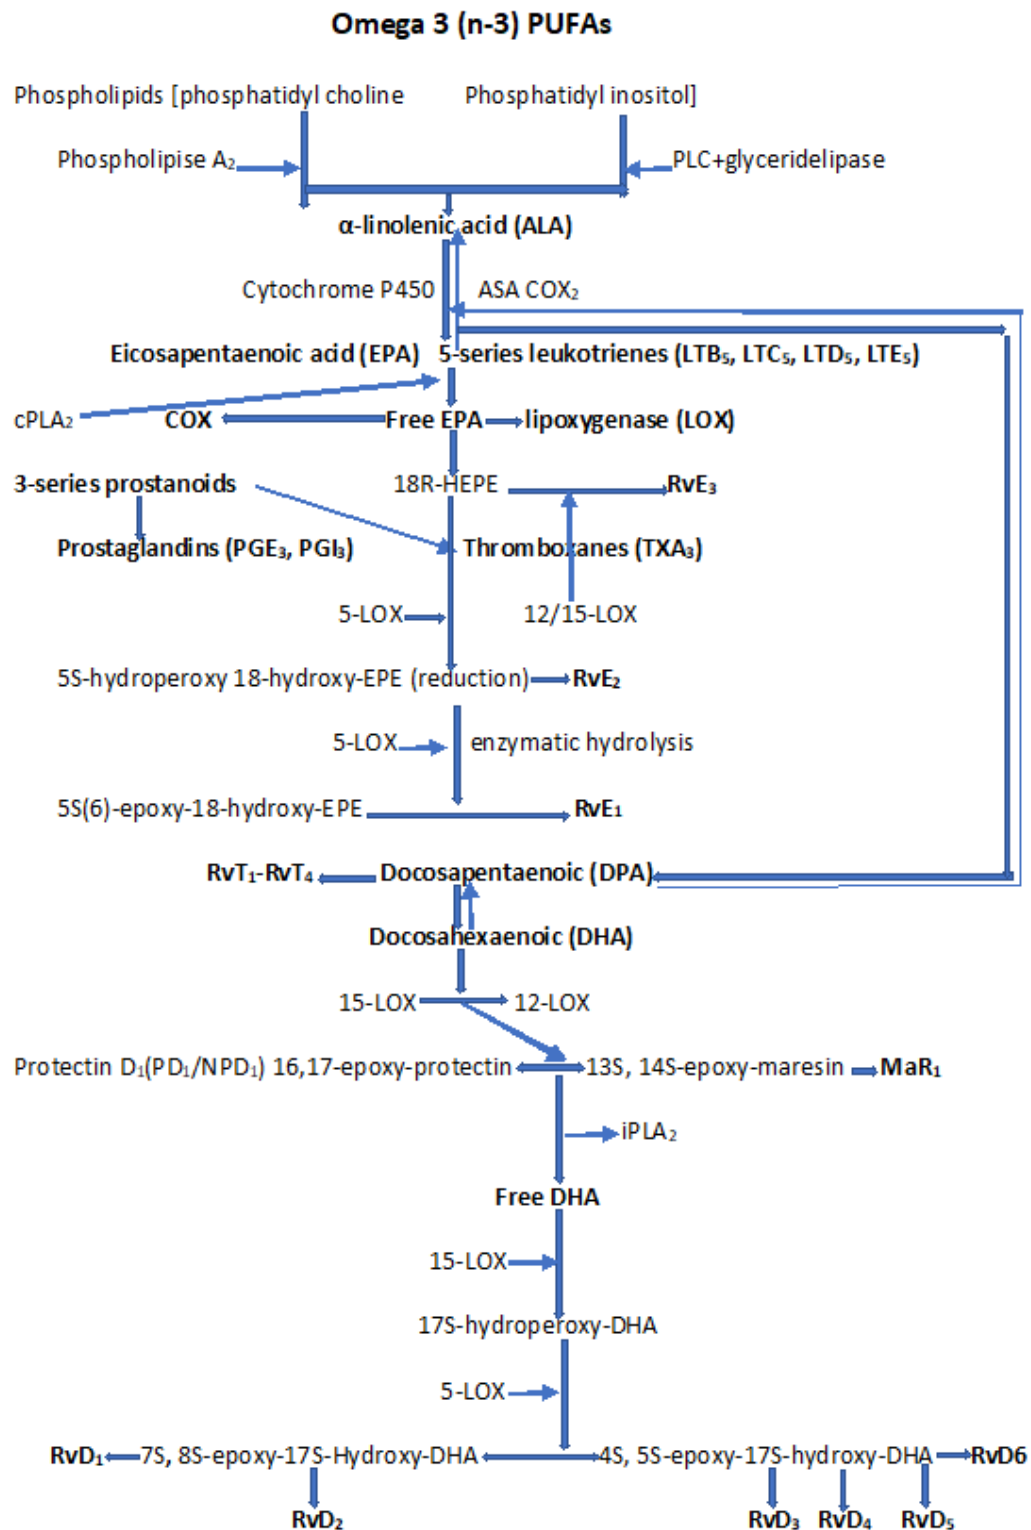 Omega 3 (n-3) PUFAs
Phospholipids [phosphatidyl choline Phosphatidyl inositol]
Phospholipise A₂ PLC+glyceridelipase
α-linolenic acid (ALA)
Cytochrome P450 ASA COX₂
Eicosapentaenoic acid (EPA) 5-series leukotrienes (LTB₅, LTC₅, LTD₅, LTE₅)
cPLA₂ COX Free EPA lipoxygenase (LOX)
3-series prostanoids 18R-HEPE RvE₃
Prostaglandins (PGE₃, PGI₃) Thromboxanes (TXA₃)
5-LOX 12/15-LOX
5S-hydroperoxy 18-hydroxy-EPE (reduction) RvE₂
5-LOX enzymatic hydrolysis
5S(6)-epoxy-18-hydroxy-EPE RvE₁
RvT₁-RvT₄ Docosapentaenoic (DPA)
Docosahexaenoic (DHA)
15-LOX 12-LOX
Protectin D₁(PD₁/NPD₁) 16,17-epoxy-protectin 13S, 14S-epoxy-maresin MaR₁
iPLA₂
Free DHA
15-LOX
17S-hydroperoxy-DHA
5-LOX
RvD₁ 7S, 8S-epoxy-17S-Hydroxy-DHA 4S, 5S-epoxy-17S-hydroxy-DHA RvD6
RvD₂ RvD₃ RvD₄ RvD₅